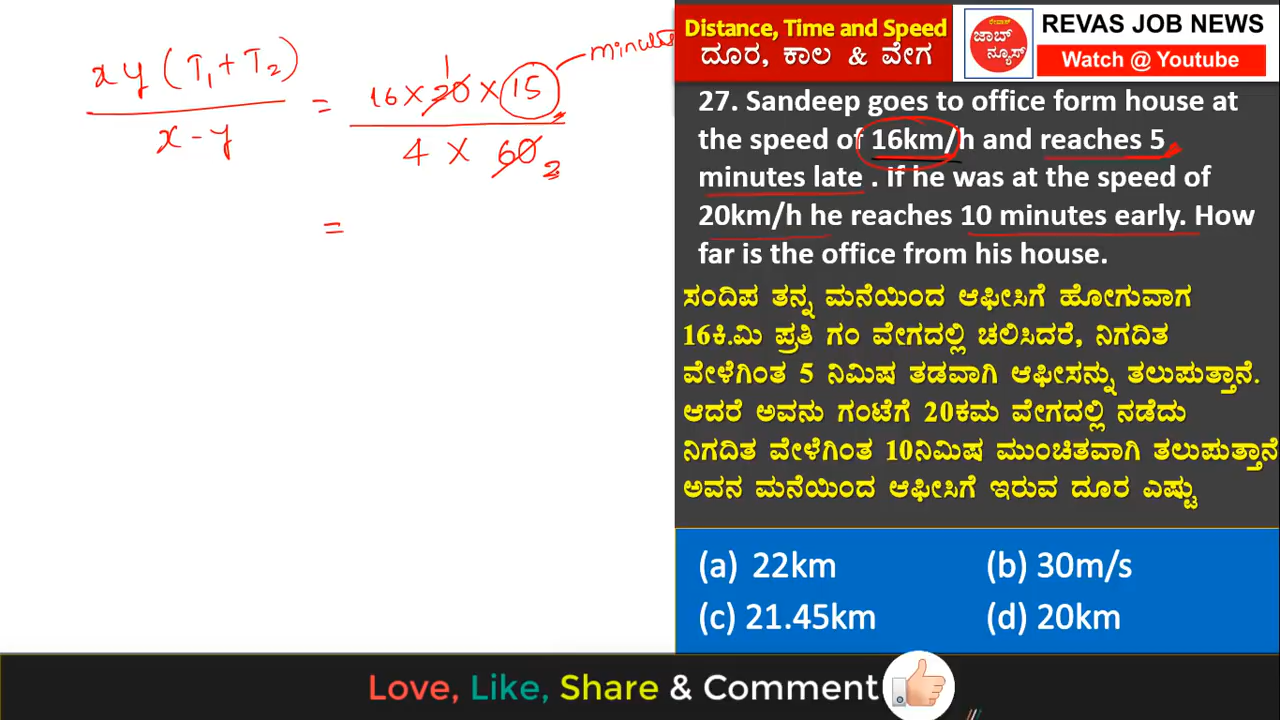 x y ( T₁ + T₂ )
x - y
=
1
16 × 20 × 15
4 × 60 2
minutes
=
Distance, Time and Speed
ದೂರ, ಕಾಲ & ವೇಗ
ರೇವಾಸ್
ಜಾಬ್
ನ್ಯೂಸ್
REVAS JOB NEWS
Watch @ Youtube
27. Sandeep goes to office form house at
the speed of 16km/h and reaches 5
minutes late . If he was at the speed of
20km/h he reaches 10 minutes early. How
far is the office from his house.
ಸಂದಿಪ ತನ್ನ ಮನೆಯಿಂದ ಆಫೀಸಿಗೆ ಹೋಗುವಾಗ
16ಕಿ.ಮಿ ಪ್ರತಿ ಗಂ ವೇಗದಲ್ಲಿ ಚಲಿಸಿದರೆ, ನಿಗದಿತ
ವೇಳೆಗಿಂತ 5 ನಿಮಿಷ ತಡವಾಗಿ ಆಫೀಸನ್ನು ತಲುಪುತ್ತಾನೆ.
ಆದರೆ ಅವನು ಗಂಟೆಗೆ 20ಕಮ ವೇಗದಲ್ಲಿ ನಡೆದು
ನಿಗದಿತ ವೇಳೆಗಿಂತ 10ನಿಮಿಷ ಮುಂಚಿತವಾಗಿ ತಲುಪುತ್ತಾನೆ
ಅವನ ಮನೆಯಿಂದ ಆಫೀಸಿಗೆ ಇರುವ ದೂರ ಎಷ್ಟು
(a) 22km (b) 30m/s
(c) 21.45km (d) 20km
Love, Like, Share & Comment